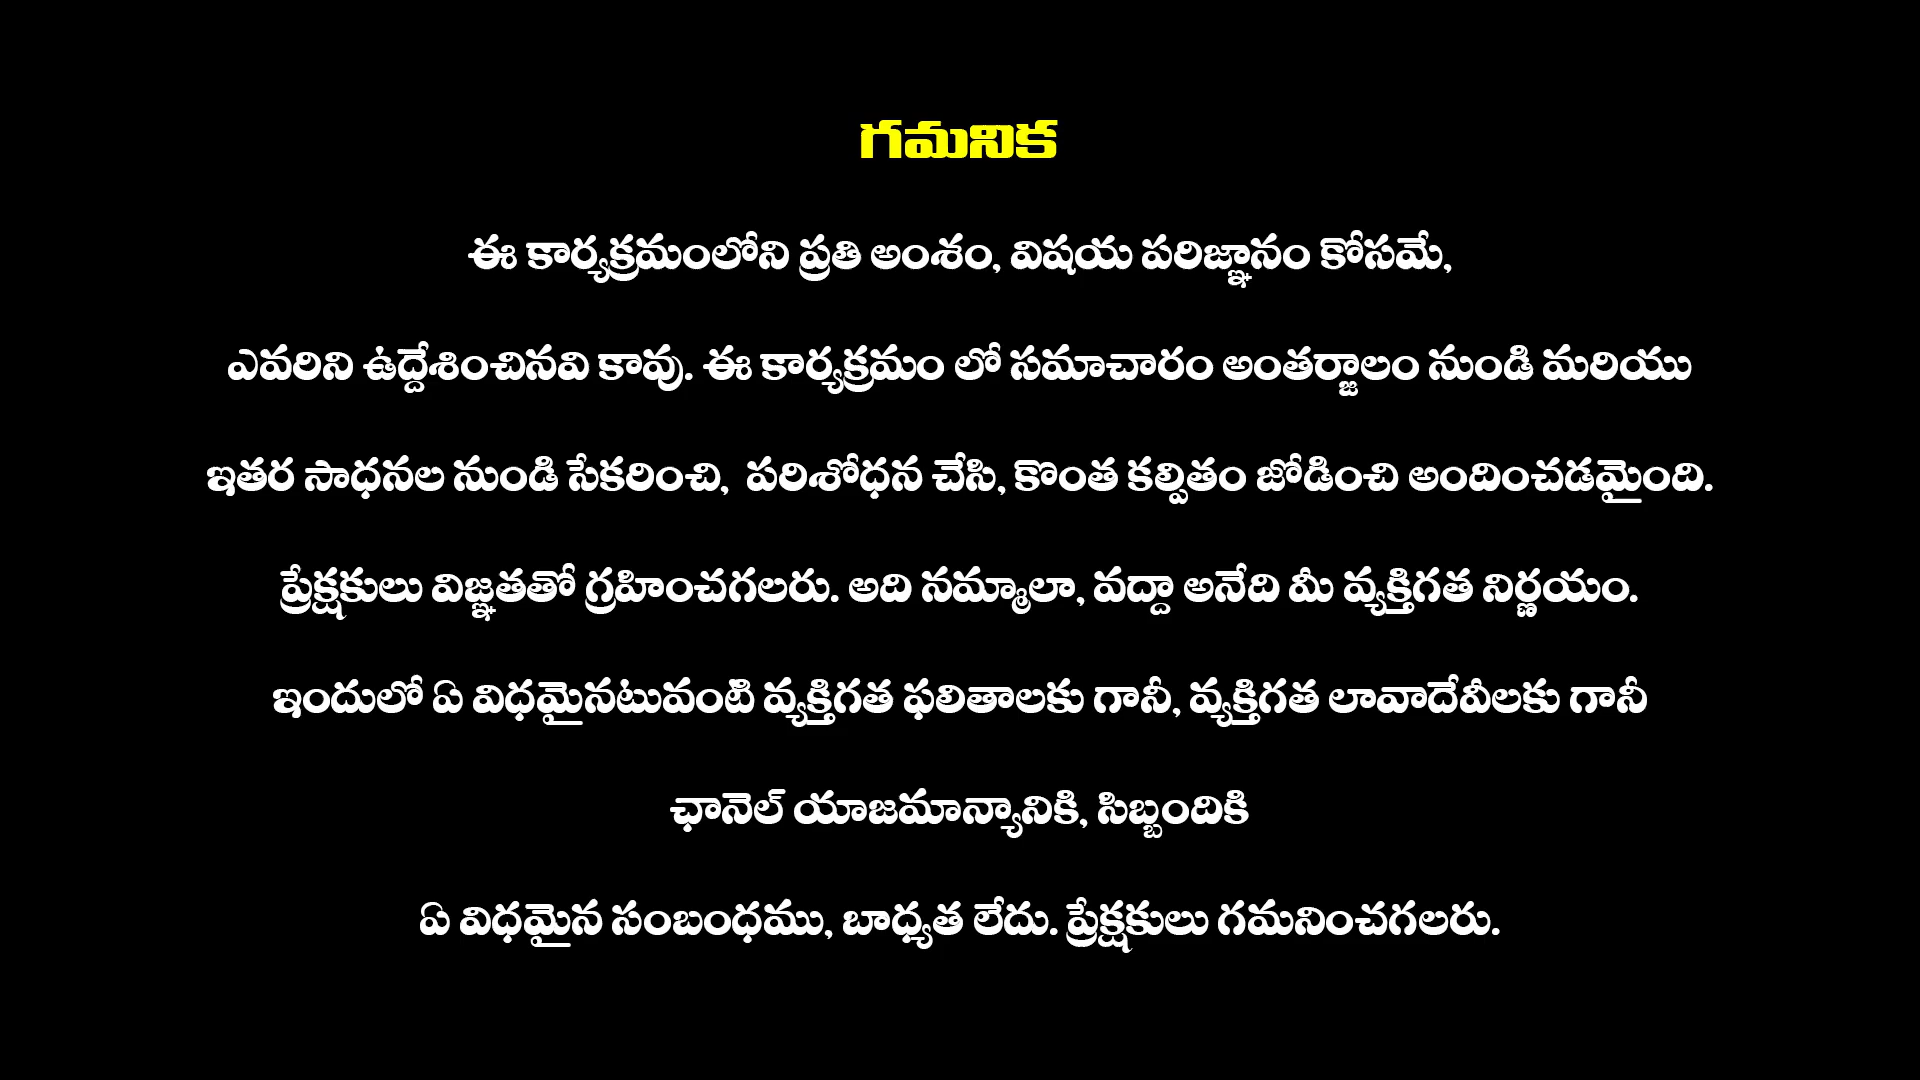 గమనిక
ఈ కార్యక్రమంలోని ప్రతి అంశం, విషయ పరిజ్ఞానం కోసమే,
ఎవరిని ఉద్దేశించినవి కావు. ఈ కార్యక్రమం లో సమాచారం అంతర్జాలం నుండి మరియు
ఇతర సాధనల నుండి సేకరించి, పరిశోధన చేసి, కొంత కల్పితం జోడించి అందించడమైంది.
ప్రేక్షకులు విజ్ఞతతో గ్రహించగలరు. అది నమ్మాలా, వద్దా అనేది మీ వ్యక్తిగత నిర్ణయం.
ఇందులో ఏ విధమైనటువంటి వ్యక్తిగత ఫలితాలకు గానీ, వ్యక్తిగత లావాదేవీలకు గానీ
ఛానెల్ యాజమాన్యానికి, సిబ్బందికి
ఏ విధమైన సంబంధము, బాధ్యత లేదు. ప్రేక్షకులు గమనించగలరు.